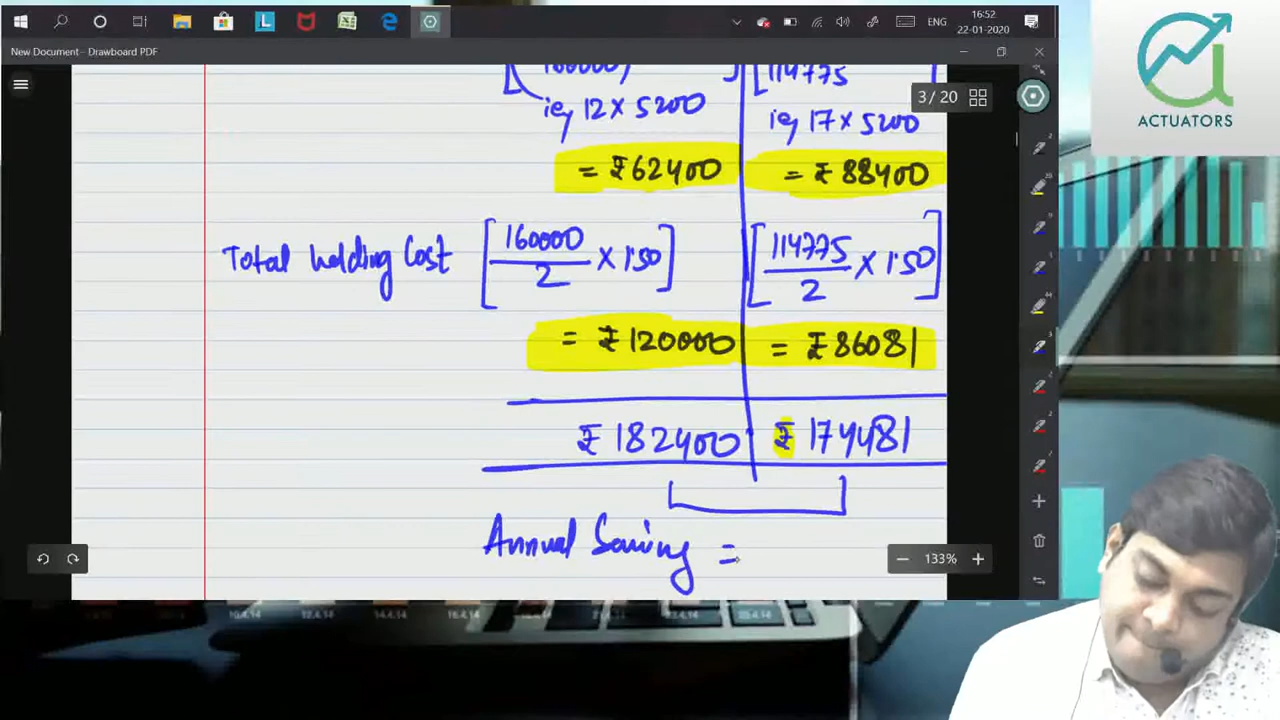 16:52
ENG
22-01-2020
New Document - Drawboard PDF
ACTUATORS
3 / 20
160000
114775
ie, 12 x 5200
ie, 17 x 5200
= ₹62400
= ₹88400
Total holding Cost [160000/2 x 1.50]
[114775/2 x 1.50]
= ₹120000
= ₹86081
₹182400
₹174481
Annual Saving =
133%